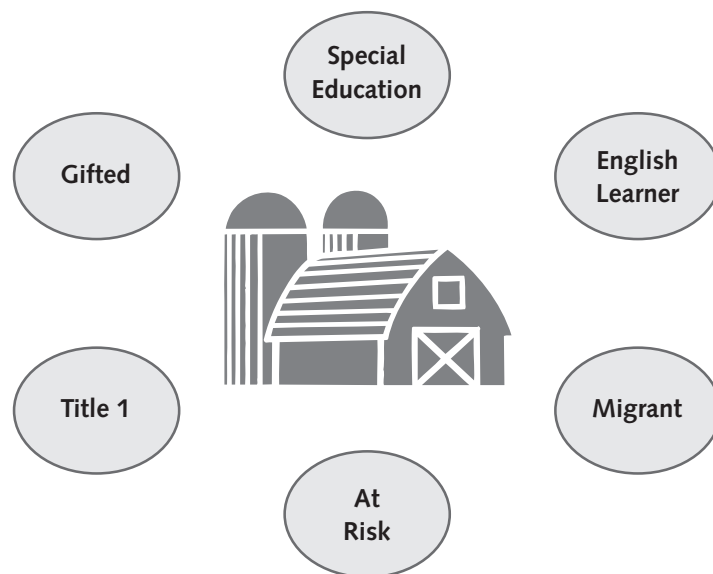 Special
Education
Gifted
English
Learner
Title 1
Migrant
At
Risk